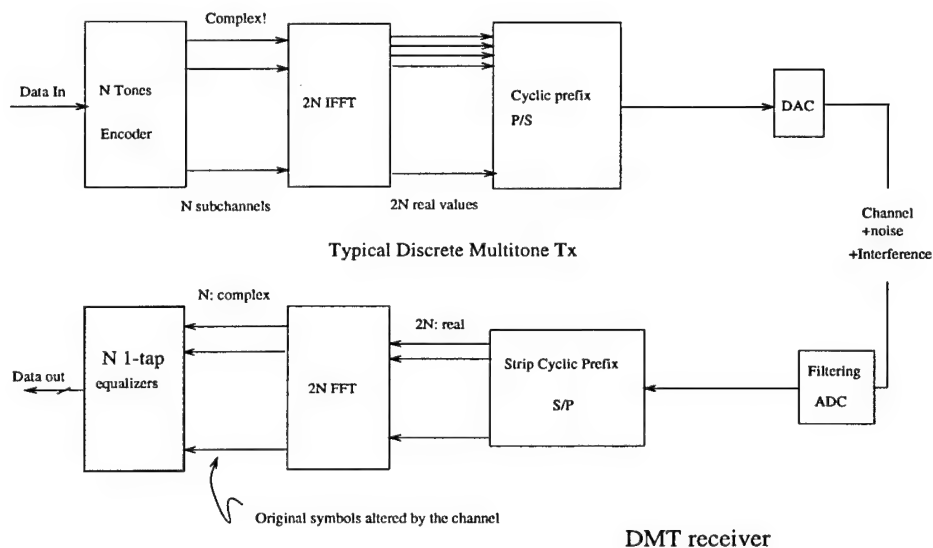 Complex!
Data In
N Tones
Encoder
2N IFFT
Cyclic prefix
P/S
DAC
N subchannels
2N real values
Channel
+noise
+Interference
Typical Discrete Multitone Tx
N: complex
2N: real
N 1-tap
equalizers
Data out
2N FFT
Strip Cyclic Prefix
S/P
Filtering
ADC
Original symbols altered by the channel
DMT receiver